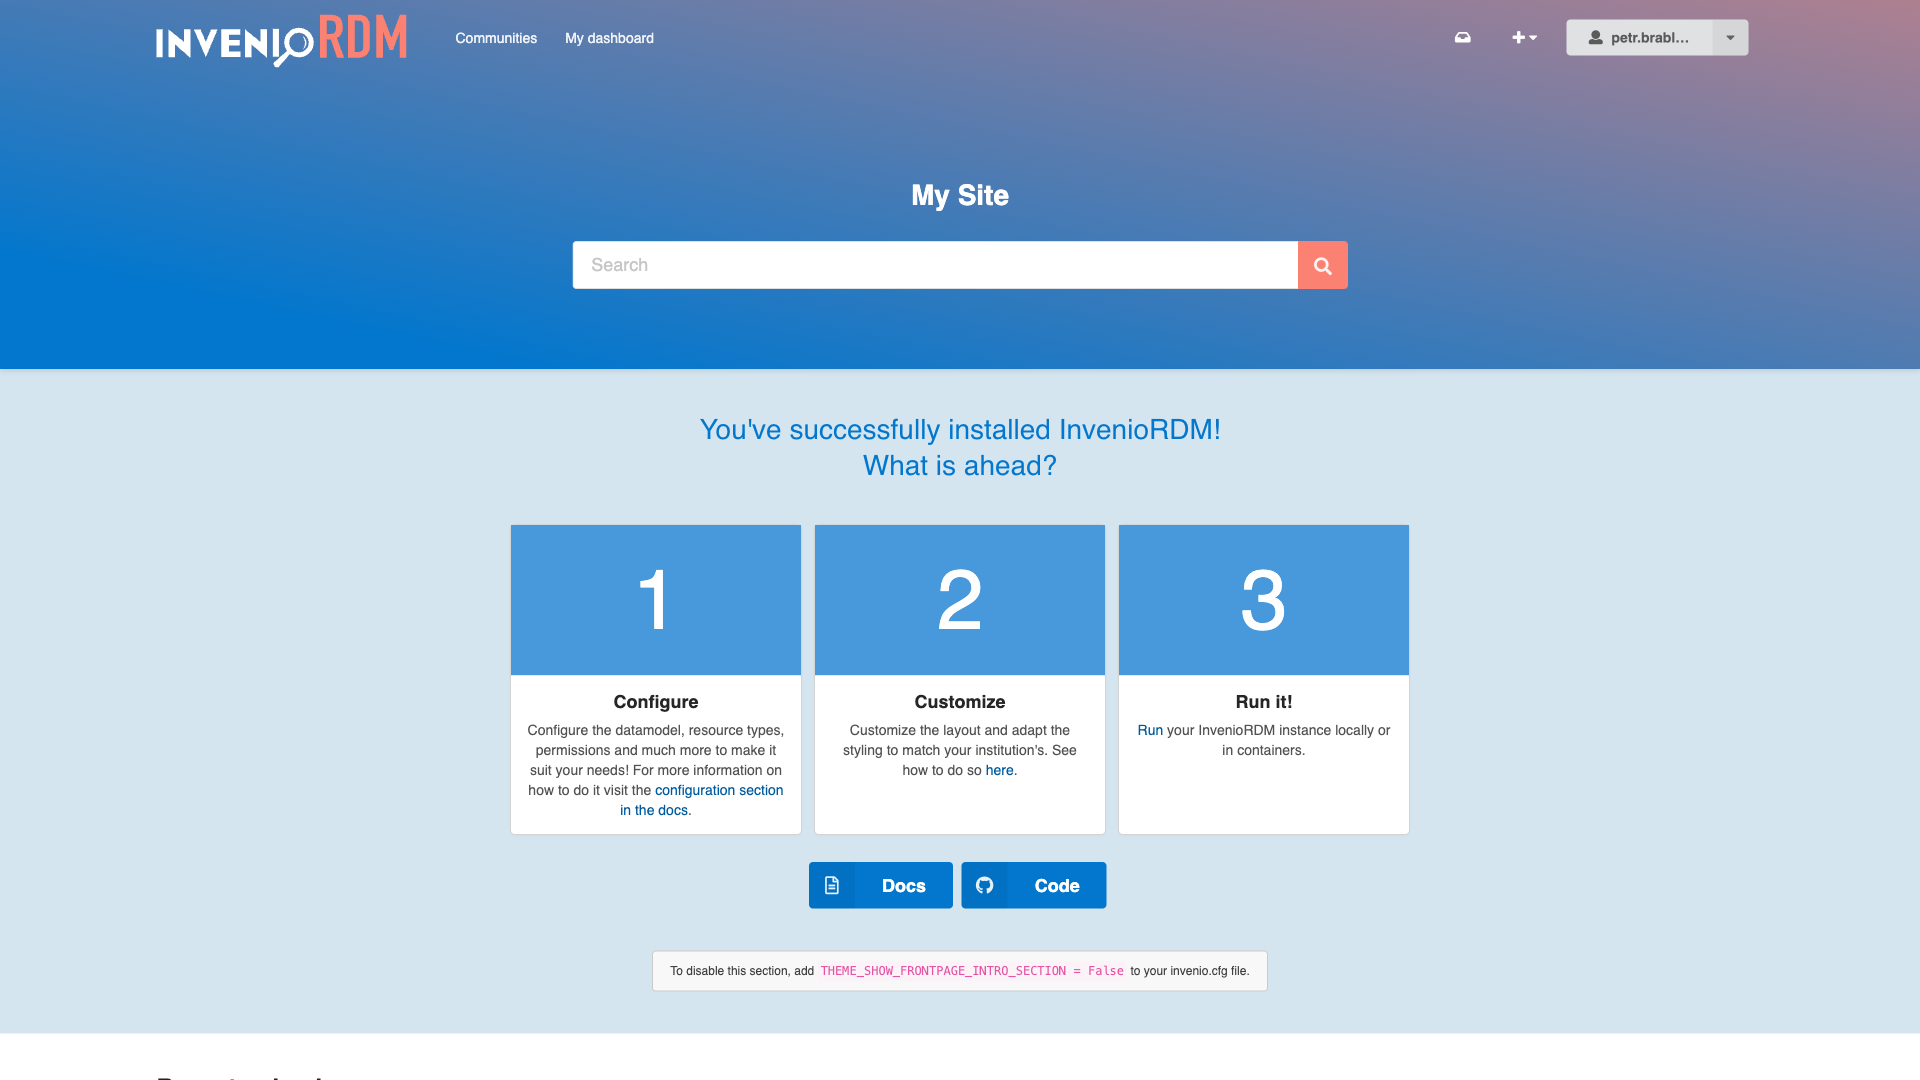 INVENIORDM
Communities
My dashboard
petr.brabl...
My Site
Search
You've successfully installed InvenioRDM!
What is ahead?
1
Configure
Configure the datamodel, resource types,
permissions and much more to make it
suit your needs! For more information on
how to do it visit the configuration section
in the docs.
2
Customize
Customize the layout and adapt the
styling to match your institution's. See
how to do so here.
3
Run it!
Run your InvenioRDM instance locally or
in containers.
Docs
Code
To disable this section, add THEME_SHOW_FRONTPAGE_INTRO_SECTION = False to your invenio.cfg file.